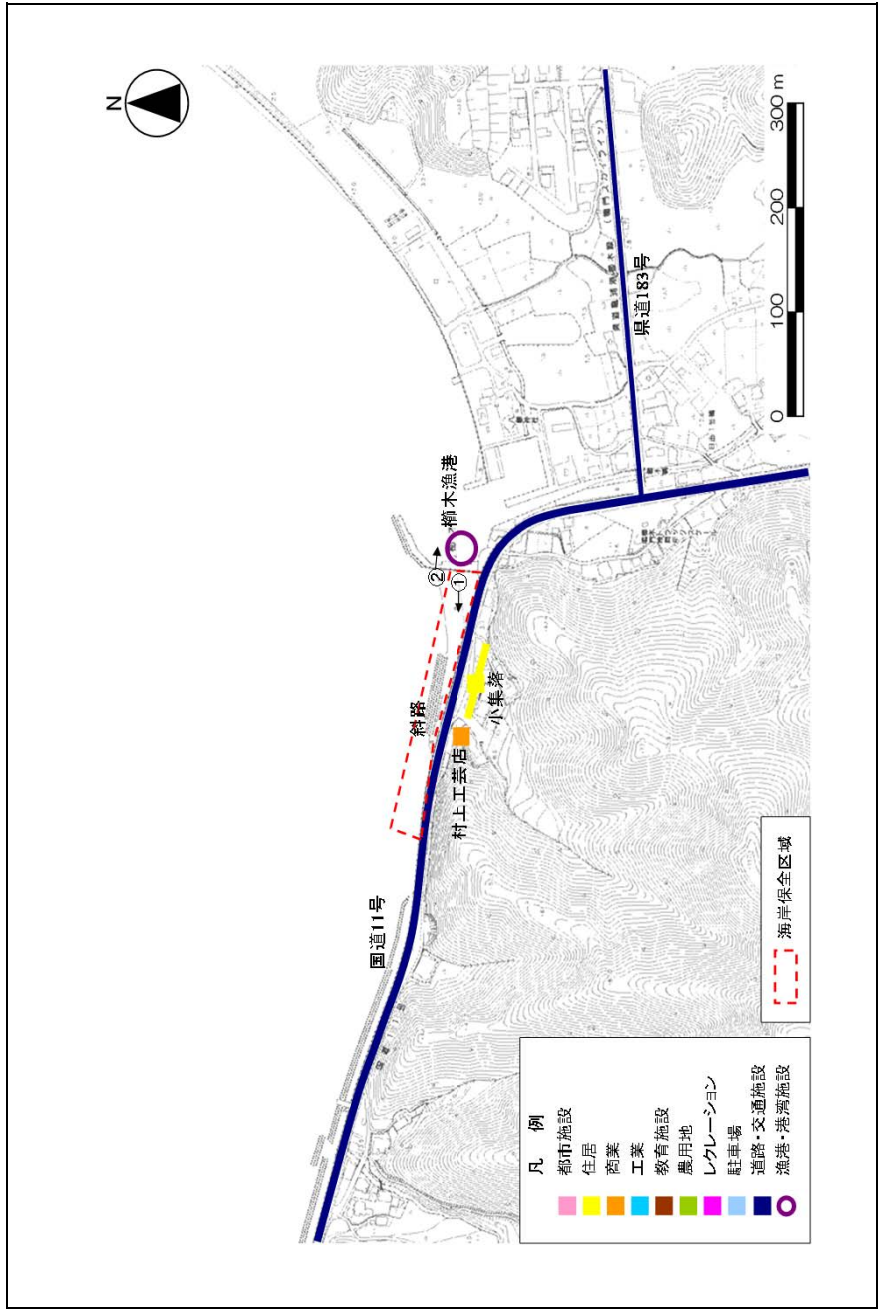 N
国道11号
斜路
②
①
櫛木漁港
村上工芸店
小集落
県道183号
0 100 200 300 m
凡 例
都市施設
住居
商業
工業
教育施設
農用地
レクレーション
駐車場
道路・交通施設
漁港・港湾施設
海岸保全区域